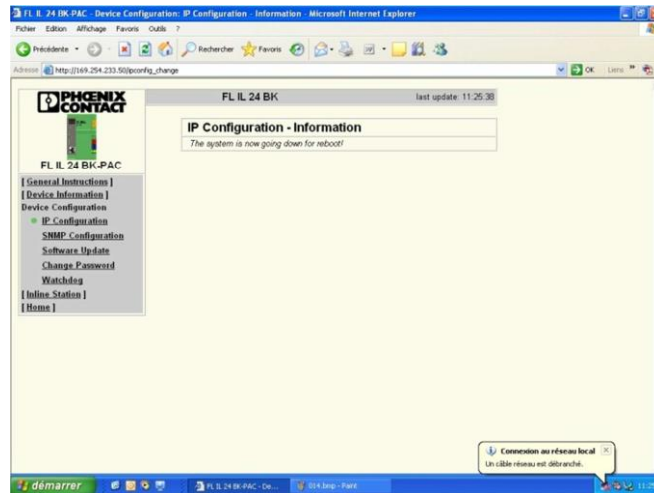 FL IL 24 BK-PAC - Device Configuration: IP Configuration - Information - Microsoft Internet Explorer
Fichier Edition Affichage Favoris Outils ?
Précédente Rechercher Favoris
Adresse http://169.254.233.50/ipconfig_change OK Liens »
PHŒNIX
CONTACT
FL IL 24 BK last update: 11:25:38
IP Configuration - Information
The system is now going down for reboot!
FL IL 24 BK-PAC
[ General Instructions ]
[ Device Information ]
Device Configuration
IP Configuration
SNMP Configuration
Software Update
Change Password
Watchdog
[ Inline Station ]
[ Home ]
Connexion au réseau local
Un câble réseau est débranché.
démarrer FL IL 24 BK-PAC - De... 014.bmp - Paint